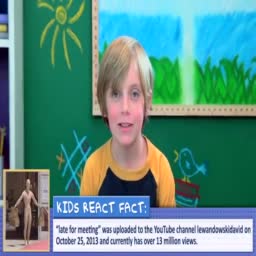 KIDS REACT FACT:
"late for meeting" was uploaded to the YouTube channel lewandowskidavid on
October 25, 2013 and currently has over 13 million views.